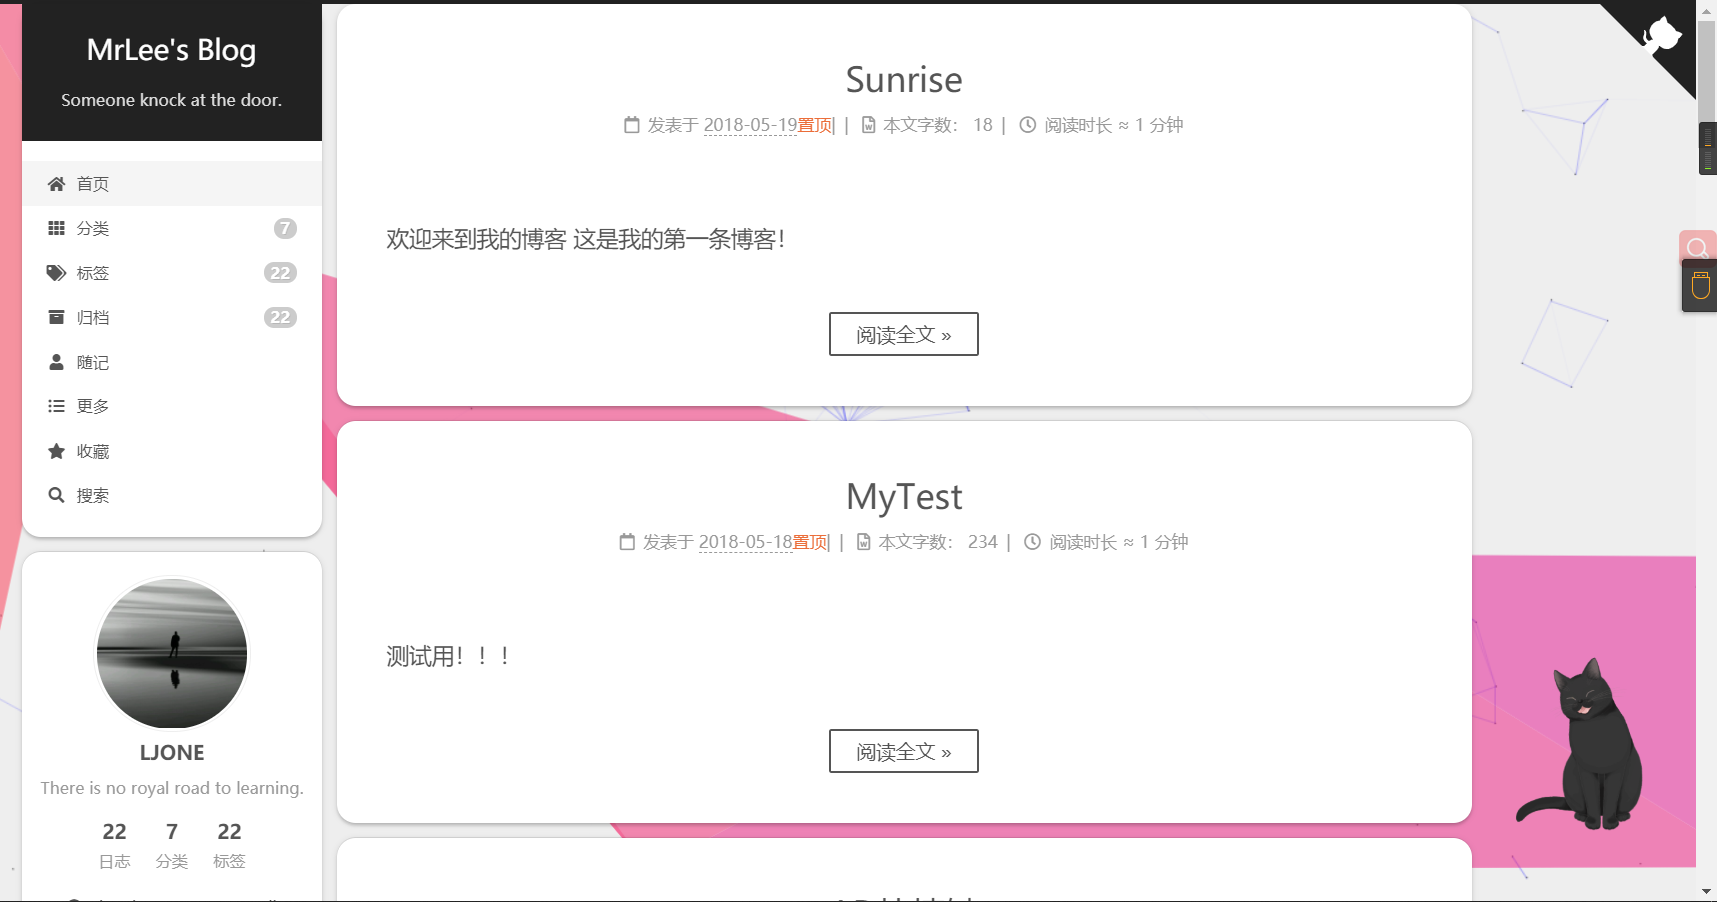 MrLee's Blog
Someone knock at the door.
首页
分类 7
标签 22
归档 22
随记
更多
收藏
搜索
LJONE
There is no royal road to learning.
22 7 22
日志 分类 标签
Sunrise
发表于 2018-05-19置顶| | 本文字数： 18 | 阅读时长 ≈ 1 分钟
欢迎来到我的博客 这是我的第一条博客！
阅读全文 »
MyTest
发表于 2018-05-18置顶| | 本文字数： 234 | 阅读时长 ≈ 1 分钟
测试用！！！
阅读全文 »